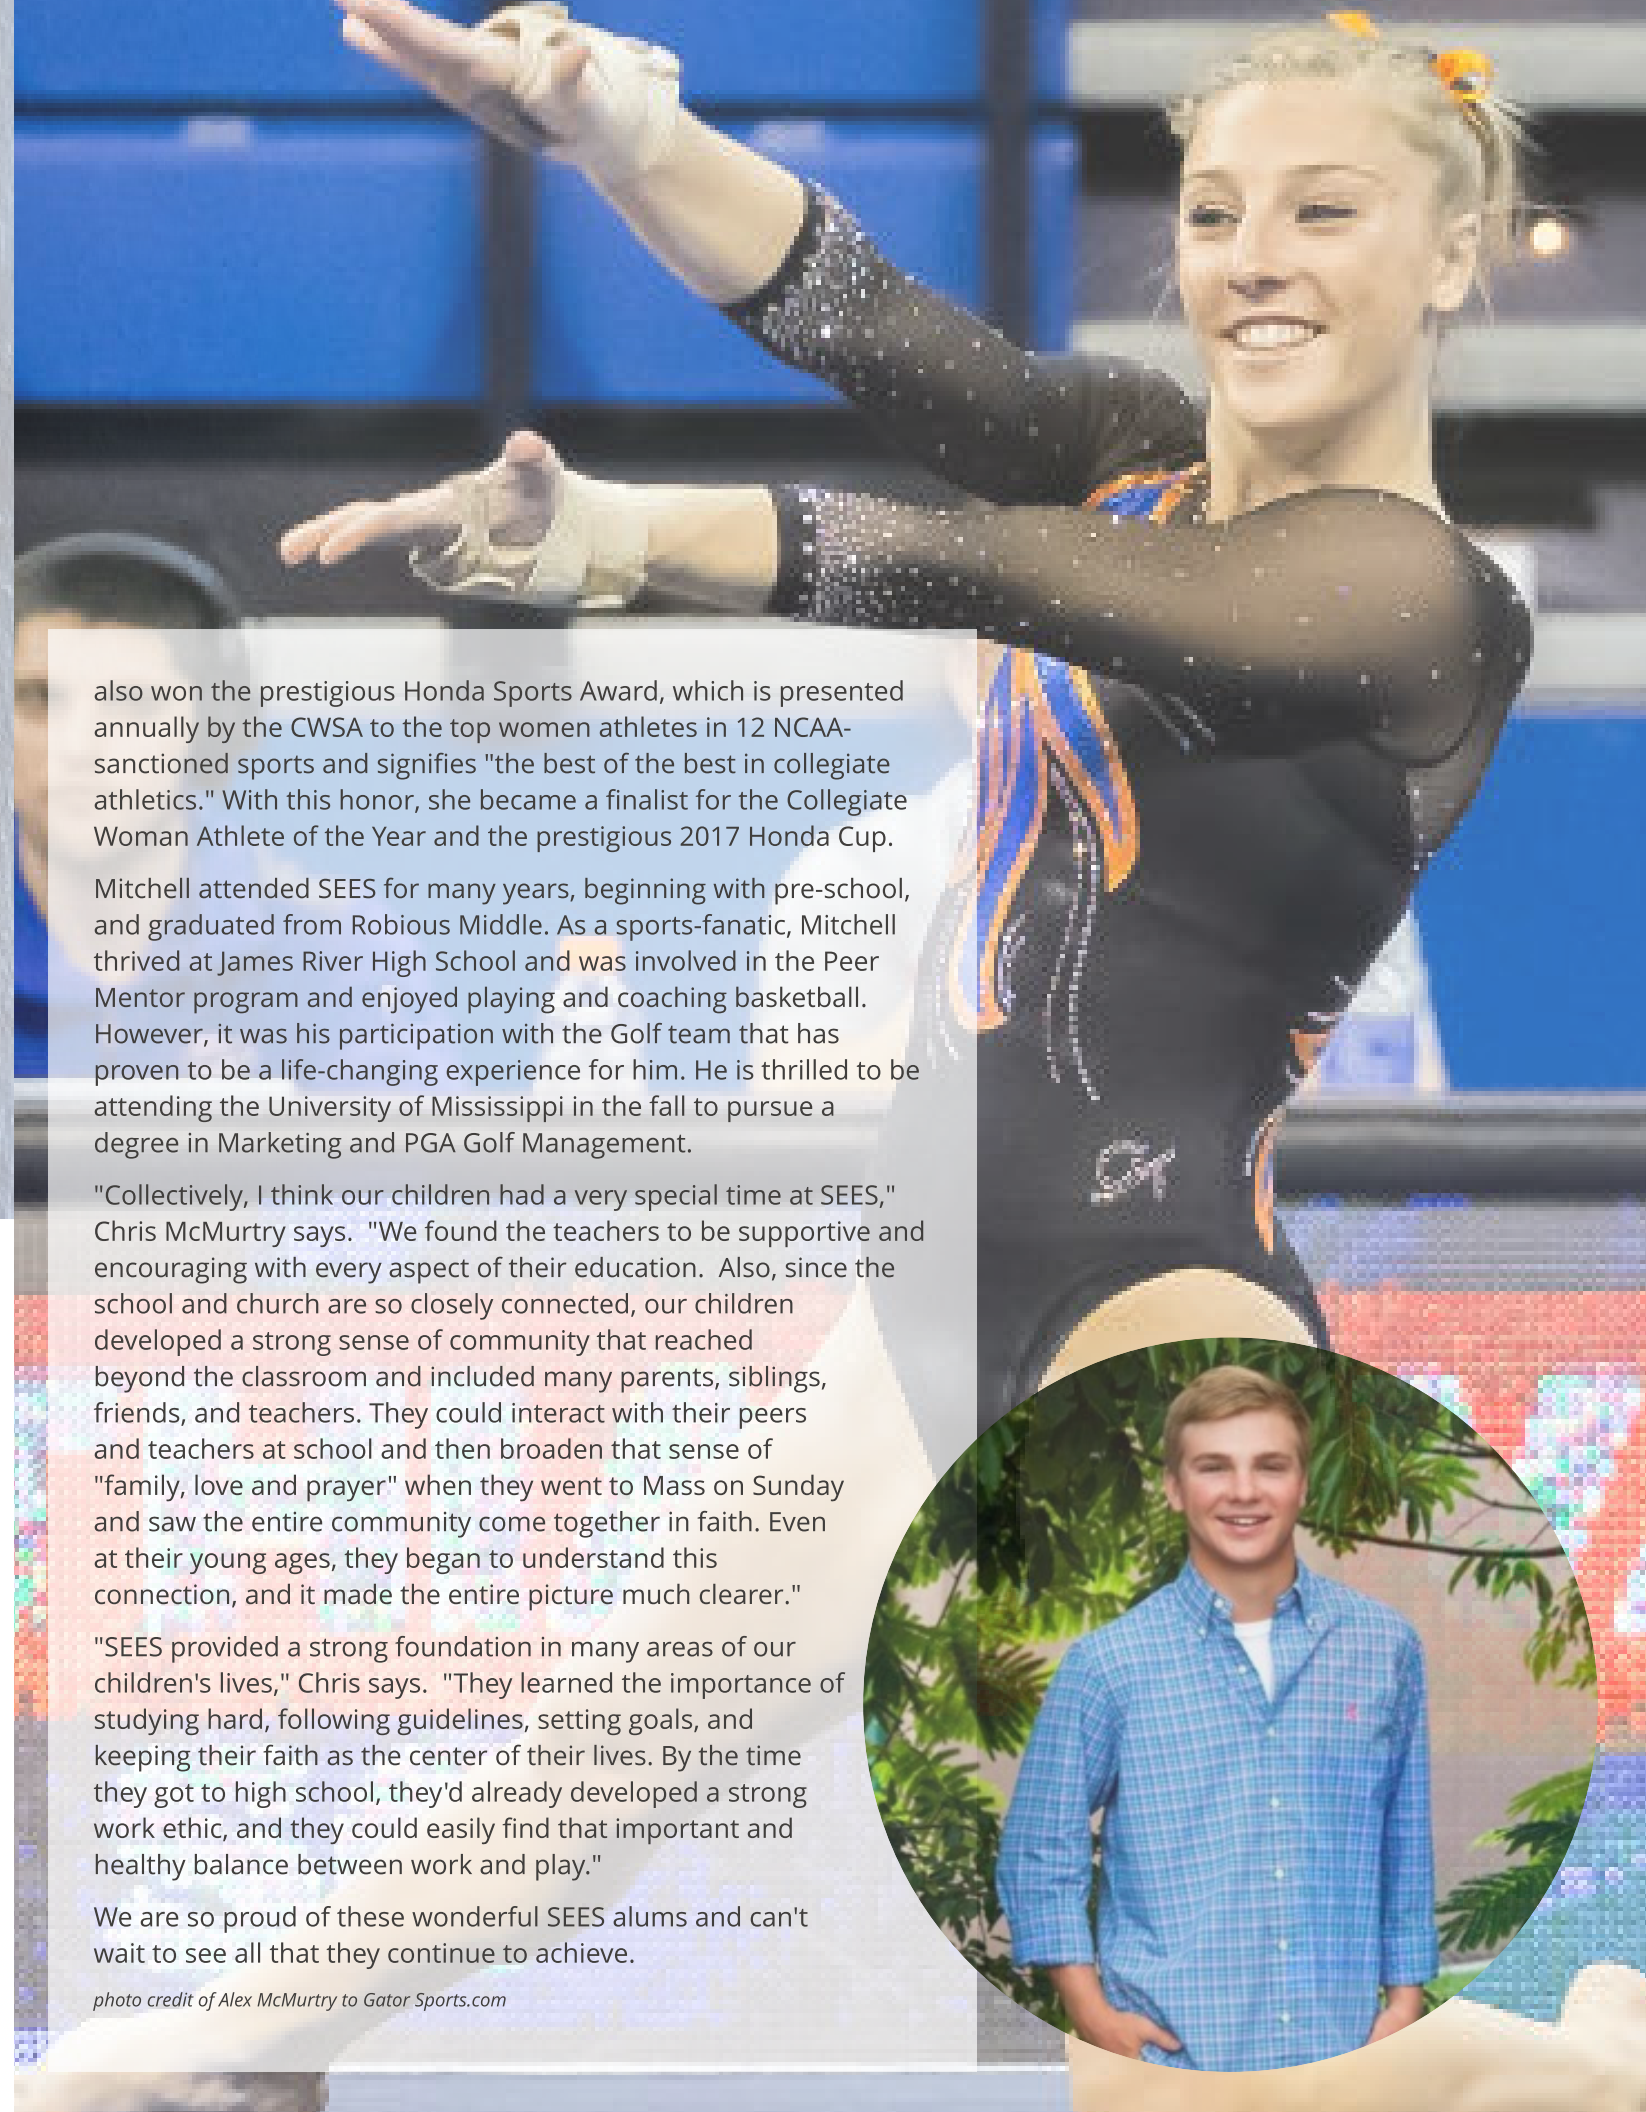 also won the prestigious Honda Sports Award, which is presented
annually by the CWSA to the top women athletes in 12 NCAA-
sanctioned sports and signifies "the best of the best in collegiate
athletics." With this honor, she became a finalist for the Collegiate
Woman Athlete of the Year and the prestigious 2017 Honda Cup.
Mitchell attended SEES for many years, beginning with pre-school,
and graduated from Robious Middle. As a sports-fanatic, Mitchell
thrived at James River High School and was involved in the Peer
Mentor program and enjoyed playing and coaching basketball.
However, it was his participation with the Golf team that has
proven to be a life-changing experience for him. He is thrilled to be
attending the University of Mississippi in the fall to pursue a
degree in Marketing and PGA Golf Management.
"Collectively, I think our children had a very special time at SEES,"
Chris McMurtry says.  "We found the teachers to be supportive and
encouraging with every aspect of their education.  Also, since the
school and church are so closely connected, our children
developed a strong sense of community that reached
beyond the classroom and included many parents, siblings,
friends, and teachers. They could interact with their peers
and teachers at school and then broaden that sense of
"family, love and prayer" when they went to Mass on Sunday
and saw the entire community come together in faith. Even
at their young ages, they began to understand this
connection, and it made the entire picture much clearer."
"SEES provided a strong foundation in many areas of our
children's lives," Chris says.  "They learned the importance of
studying hard, following guidelines, setting goals, and
keeping their faith as the center of their lives. By the time
they got to high school, they'd already developed a strong
work ethic, and they could easily find that important and
healthy balance between work and play."
We are so proud of these wonderful SEES alums and can't
wait to see all that they continue to achieve.
photo credit of Alex McMurtry to Gator Sports.com